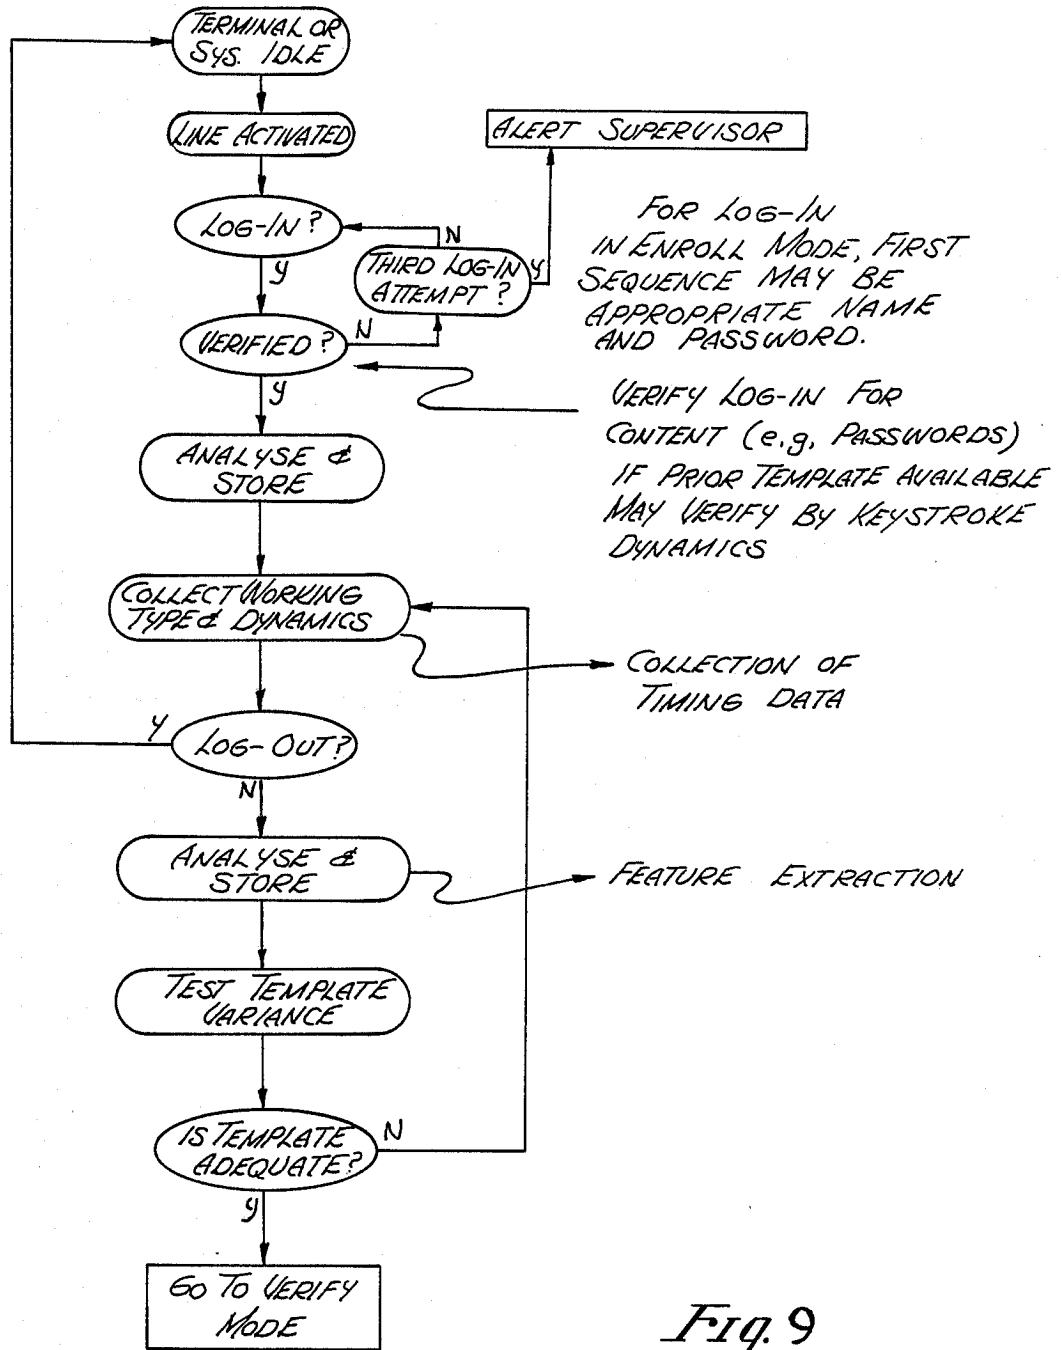 TERMINAL OR
SYS. IDLE
LINE ACTIVATED
ALERT SUPERVISOR
LOG-IN?
N
Y
THIRD LOG-IN
ATTEMPT?
Y
FOR LOG-IN
IN ENROLL MODE, FIRST
SEQUENCE MAY BE
APPROPRIATE NAME
AND PASSWORD.
VERIFIED?
N
Y
VERIFY LOG-IN FOR
CONTENT (e.g, PASSWORDS)
IF PRIOR TEMPLATE AVAILABLE
MAY VERIFY BY KEYSTROKE
DYNAMICS
ANALYSE &
STORE
COLLECT WORKING
TYPE & DYNAMICS
COLLECTION OF
TIMING DATA
Y
LOG-OUT?
N
ANALYSE &
STORE
FEATURE EXTRACTION
TEST TEMPLATE
VARIANCE
IS TEMPLATE
ADEQUATE?
N
Y
GO TO VERIFY
MODE
Fig. 9